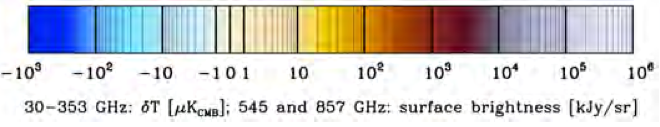 −10³ −10² −10 −1 0 1 10 10² 10³ 10⁴ 10⁵ 10⁶
30−353 GHz: δT [μK_CMB]; 545 and 857 GHz: surface brightness [kJy/sr]